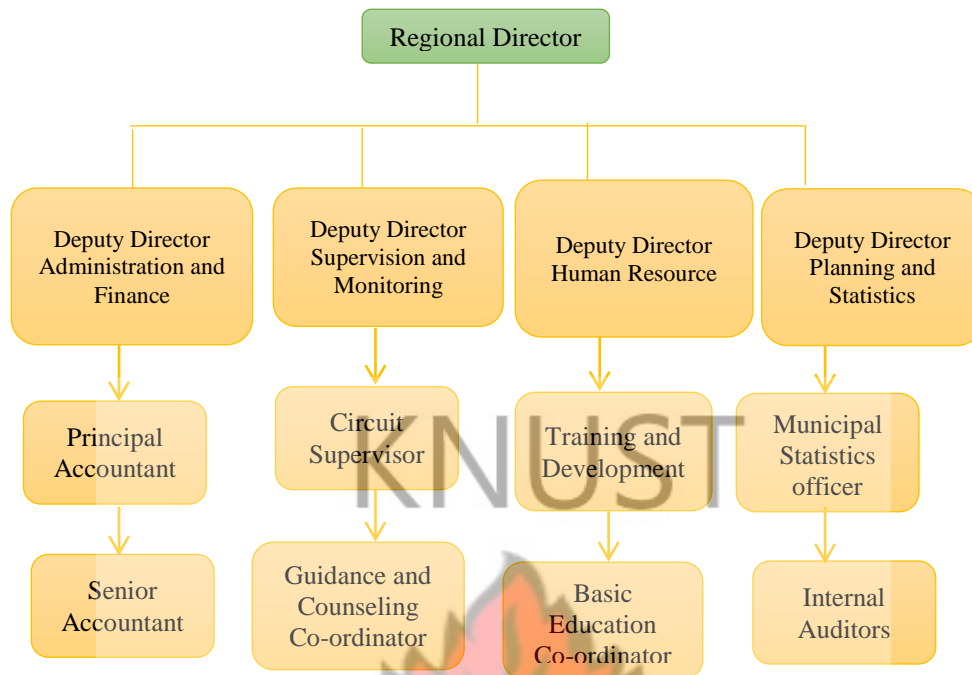 Regional Director
Deputy Director
Administration and
Finance
Deputy Director
Supervision and
Monitoring
Deputy Director
Human Resource
Deputy Director
Planning and
Statistics
Principal
Accountant
Circuit
Supervisor
Training and
Development
Municipal
Statistics
officer
KNUST
Senior
Accountant
Guidance and
Counseling
Co-ordinator
Basic
Education
Co-ordinator
Internal
Auditors